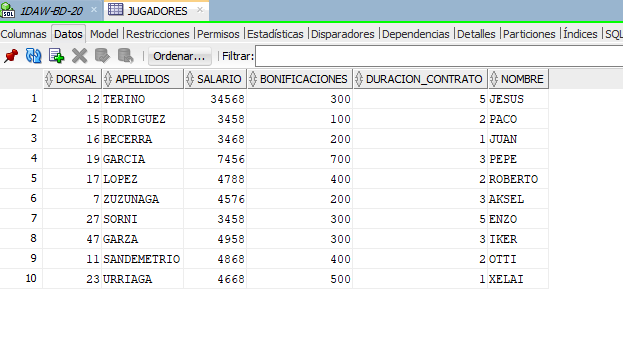 SQL 1DAW-BD-20 JUGADORES
Columnas Datos Model Restricciones Permisos Estadísticas Disparadores Dependencias Detalles Particiones Índices SQL
Ordenar... Filtrar:
DORSAL APELLIDOS SALARIO BONIFICACIONES DURACION_CONTRATO NOMBRE
1 12 TERINO 34568 300 5 JESUS
2 15 RODRIGUEZ 3458 100 2 PACO
3 16 BECERRA 3468 200 1 JUAN
4 19 GARCIA 7456 700 3 PEPE
5 17 LOPEZ 4788 400 2 ROBERTO
6 7 ZUZUNAGA 4576 200 3 AKSEL
7 27 SORNI 3458 300 5 ENZO
8 47 GARZA 4958 300 3 IKER
9 11 SANDEMETRIO 4868 400 2 OTTI
10 23 URRIAGA 4668 500 1 XELAI